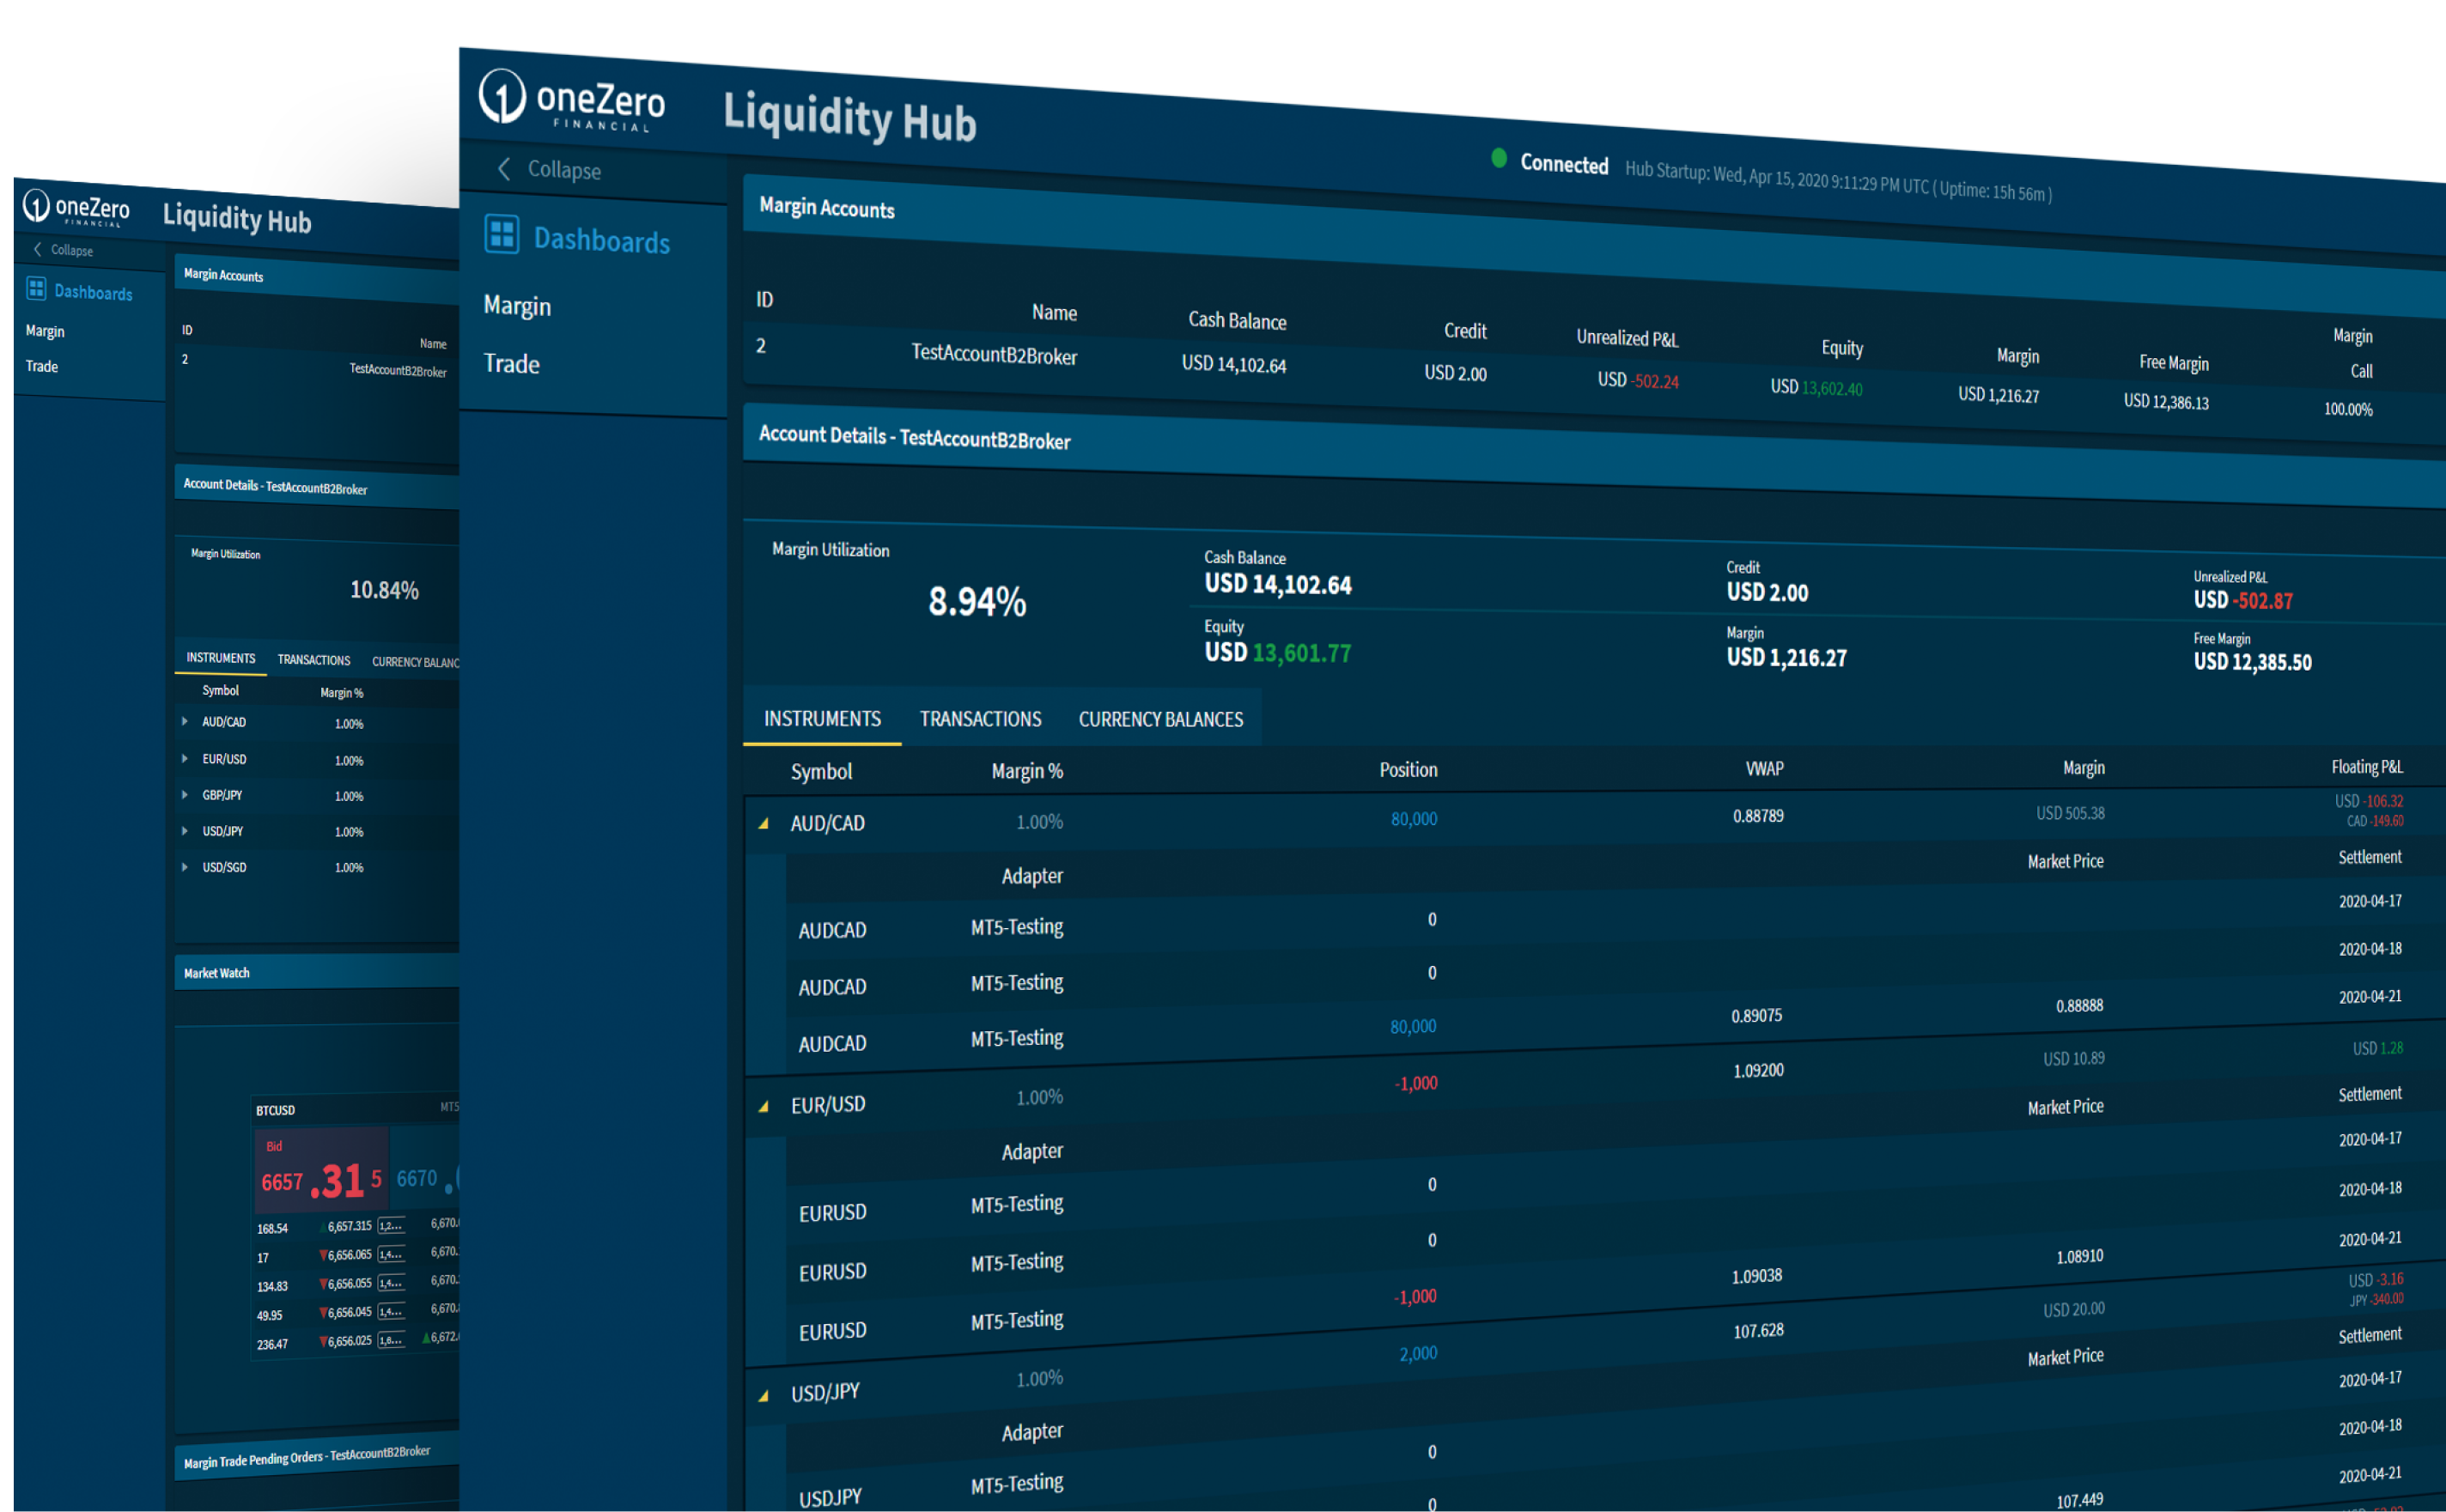 oneZero
FINANCIAL
Liquidity Hub
Collapse
Dashboards
Margin
Trade
Margin Accounts
ID Name
2 TestAccountB2Broker
Account Details - TestAccountB2Broker
Margin Utilization
10.84%
INSTRUMENTS TRANSACTIONS CURRENCY BALANC
Symbol Margin %
AUD/CAD 1.00%
EUR/USD 1.00%
GBP/JPY 1.00%
USD/JPY 1.00%
USD/SGD 1.00%
Market Watch
BTCUSD MT5
Bid
6657 .31 5 6670
168.54 6,657.315 1,2... 6,670.
17 6,656.065 1,4... 6,670.
134.83 6,656.055 1,4... 6,670.
49.95 6,656.045 1,4... 6,670.
236.47 6,656.025 1,6... 6,672.
Margin Trade Pending Orders - TestAccountB2Broker
oneZero
FINANCIAL
Liquidity Hub
Connected Hub Startup: Wed, Apr 15, 2020 9:11:29 PM UTC ( Uptime: 15h 56m )
Collapse
Dashboards
Margin
Trade
Margin Accounts
ID Name Cash Balance Credit Unrealized P&L Equity Margin Free Margin Margin Call
2 TestAccountB2Broker USD 14,102.64 USD 2.00 USD -502.24 USD 13,602.40 USD 1,216.27 USD 12,386.13 100.00%
Account Details - TestAccountB2Broker
Margin Utilization
8.94%
Cash Balance Credit Unrealized P&L
USD 14,102.64 USD 2.00 USD -502.87
Equity Margin Free Margin
USD 13,601.77 USD 1,216.27 USD 12,385.50
INSTRUMENTS TRANSACTIONS CURRENCY BALANCES
Symbol Margin % Position VWAP Margin Floating P&L
AUD/CAD 1.00% 80,000 0.88789 USD 505.38 USD -106.32
CAD -149.60
Adapter Market Price Settlement
AUDCAD MT5-Testing 0 2020-04-17
AUDCAD MT5-Testing 0 2020-04-18
AUDCAD MT5-Testing 80,000 0.89075 0.88888 2020-04-21
EUR/USD 1.00% -1,000 1.09200 USD 10.89 USD 1.28
Adapter Market Price Settlement
EURUSD MT5-Testing 0 2020-04-17
EURUSD MT5-Testing 0 2020-04-18
EURUSD MT5-Testing -1,000 1.09038 1.08910 2020-04-21
USD/JPY 1.00% 2,000 107.628 USD 20.00 USD -3.16
JPY -340.00
Adapter Market Price Settlement
USDJPY MT5-Testing 0 2020-04-17
0 2020-04-18
107.449 2020-04-21